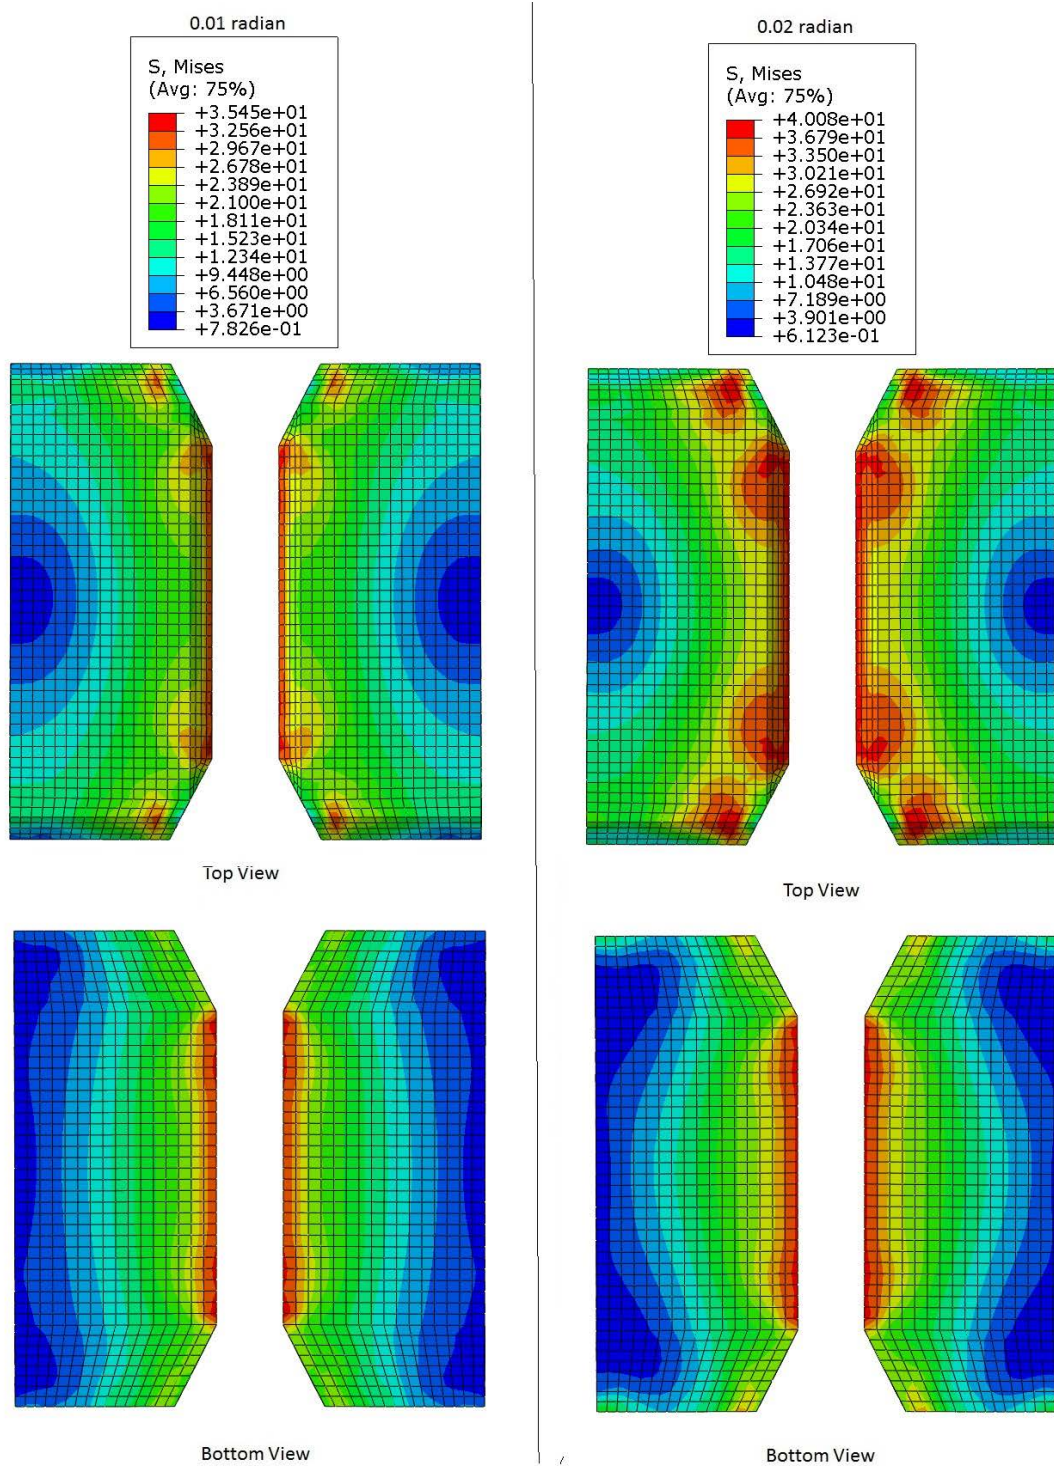 0.01 radian
S, Mises
(Avg: 75%)
+3.545e+01
+3.256e+01
+2.967e+01
+2.678e+01
+2.389e+01
+2.100e+01
+1.811e+01
+1.523e+01
+1.234e+01
+9.448e+00
+6.560e+00
+3.671e+00
+7.826e-01
Top View
Bottom View
0.02 radian
S, Mises
(Avg: 75%)
+4.008e+01
+3.679e+01
+3.350e+01
+3.021e+01
+2.692e+01
+2.363e+01
+2.034e+01
+1.706e+01
+1.377e+01
+1.048e+01
+7.189e+00
+3.901e+00
+6.123e-01
Top View
Bottom View